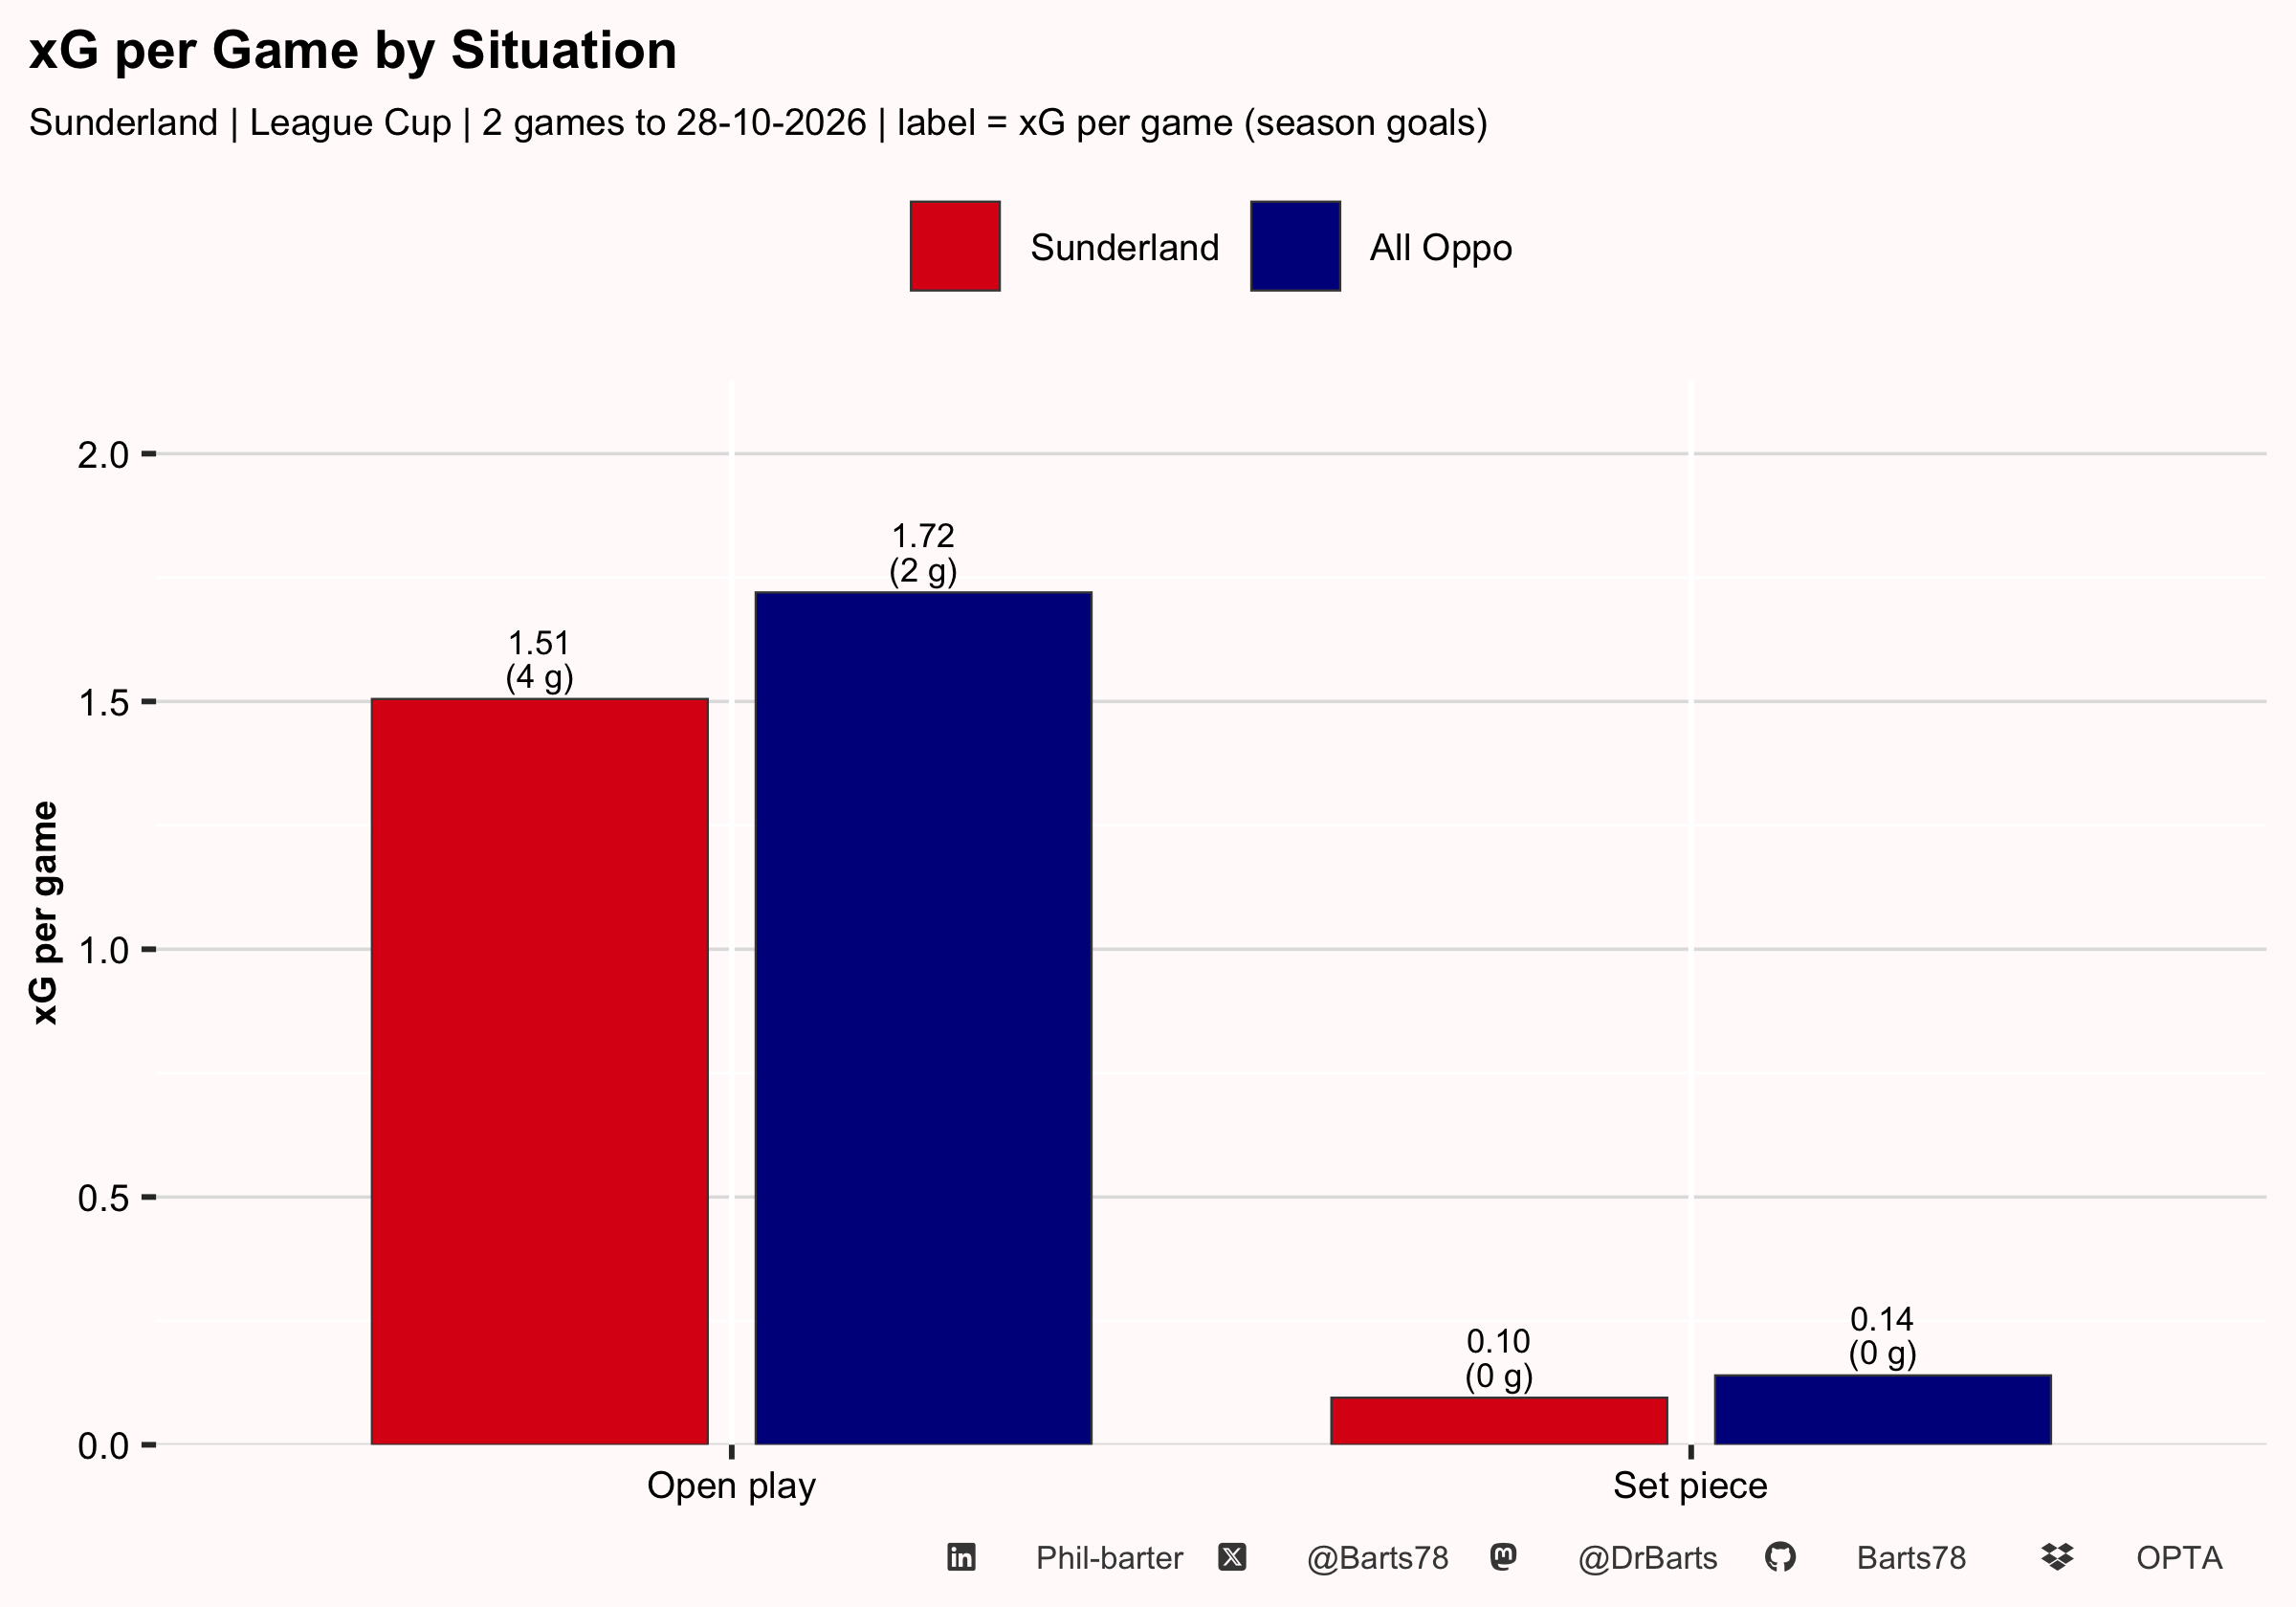 xG per Game by Situation
Sunderland | League Cup | 2 games to 28-10-2026 | label = xG per game (season goals)
Sunderland
All Oppo
xG per game
2.0
1.5
1.0
0.5
0.0
1.51
(4 g)
1.72
(2 g)
0.10
(0 g)
0.14
(0 g)
Open play
Set piece
Phil-barter
@Barts78
@DrBarts
Barts78
OPTA